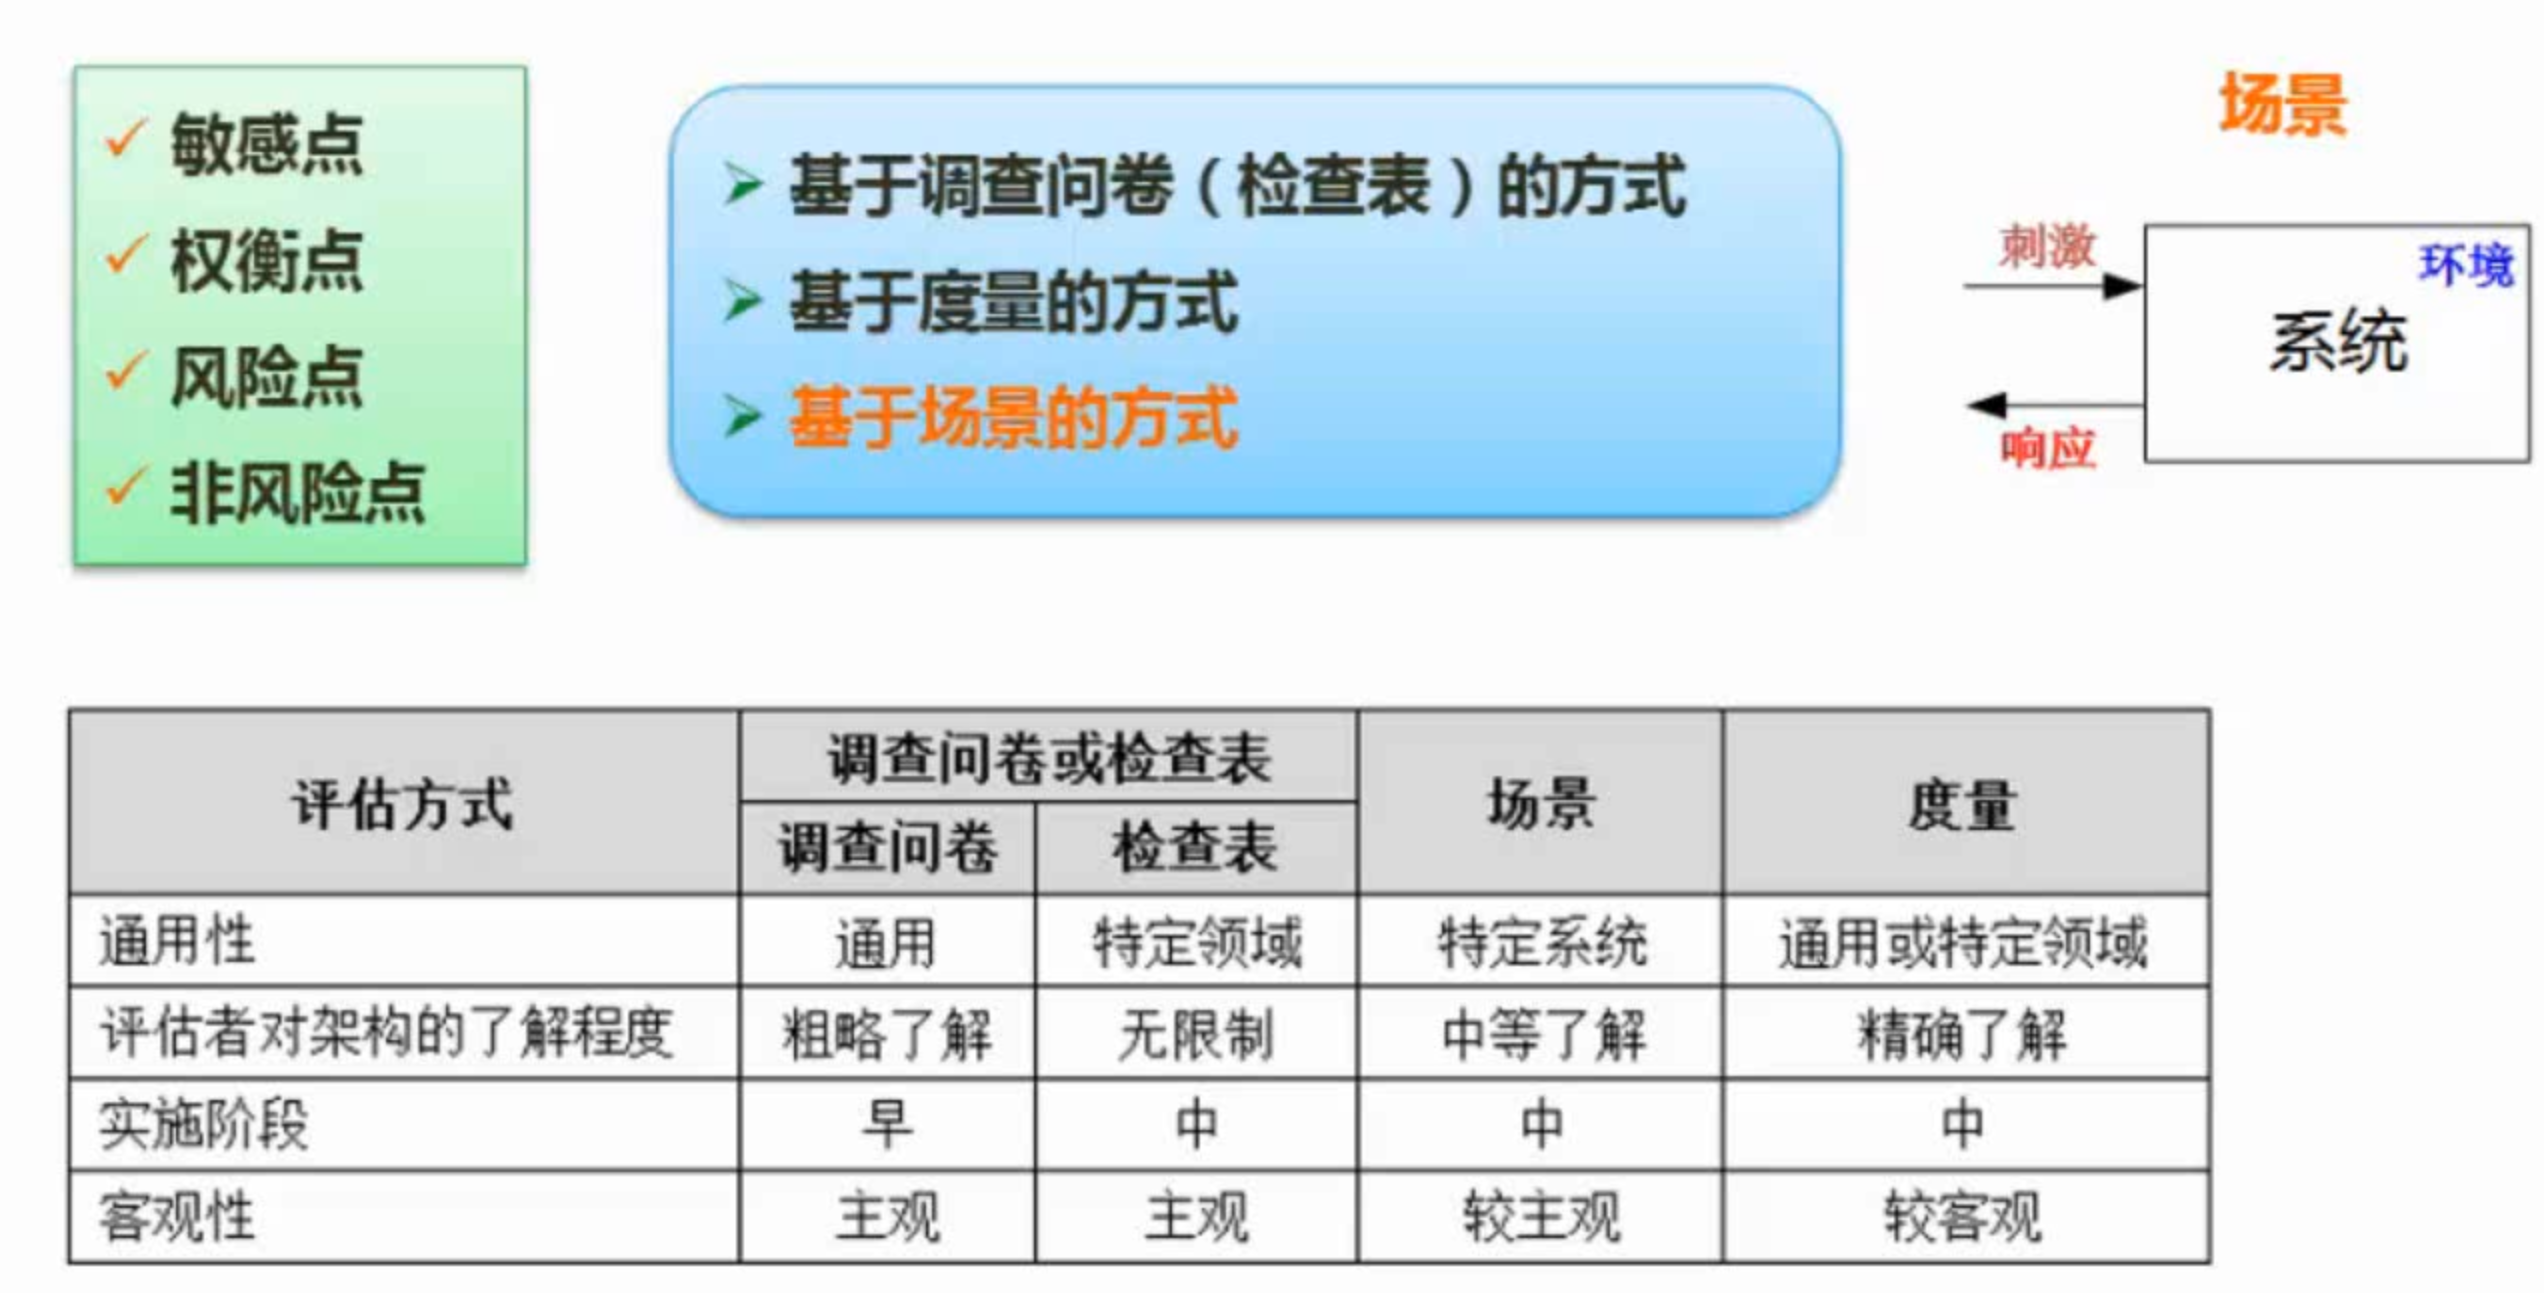 敏感点
权衡点
风险点
非风险点
基于调查问卷（检查表）的方式
基于度量的方式
基于场景的方式
场景
刺激
环境
系统
响应
评估方式 调查问卷或检查表 场景 度量
调查问卷 检查表
通用性 通用 特定领域 特定系统 通用或特定领域
评估者对架构的了解程度 粗略了解 无限制 中等了解 精确了解
实施阶段 早 中 中 中
客观性 主观 主观 较主观 较客观